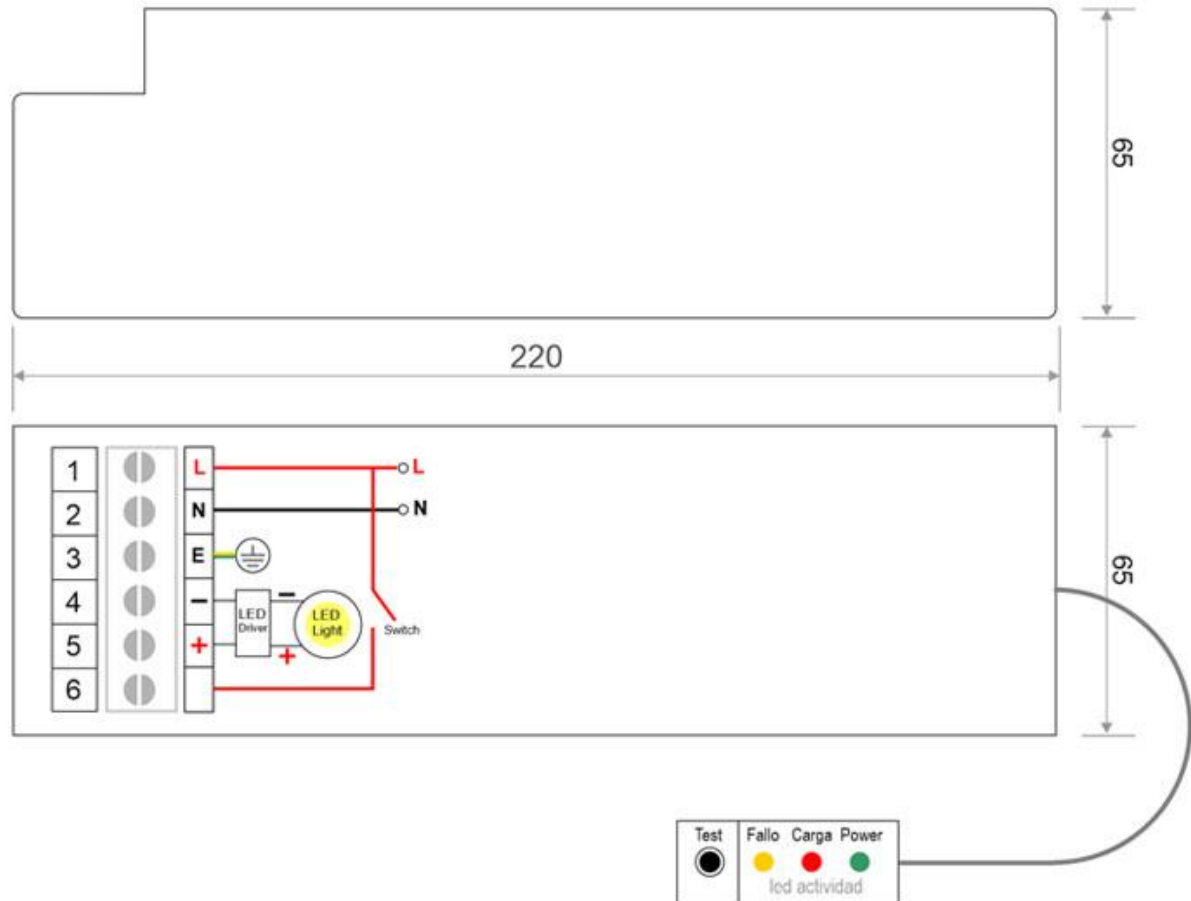 65
220
1 L L
2 N N
3 E
4 − LED Driver − LED Light
5 + + Switch
6
65
Test Fallo Carga Power
led actividad